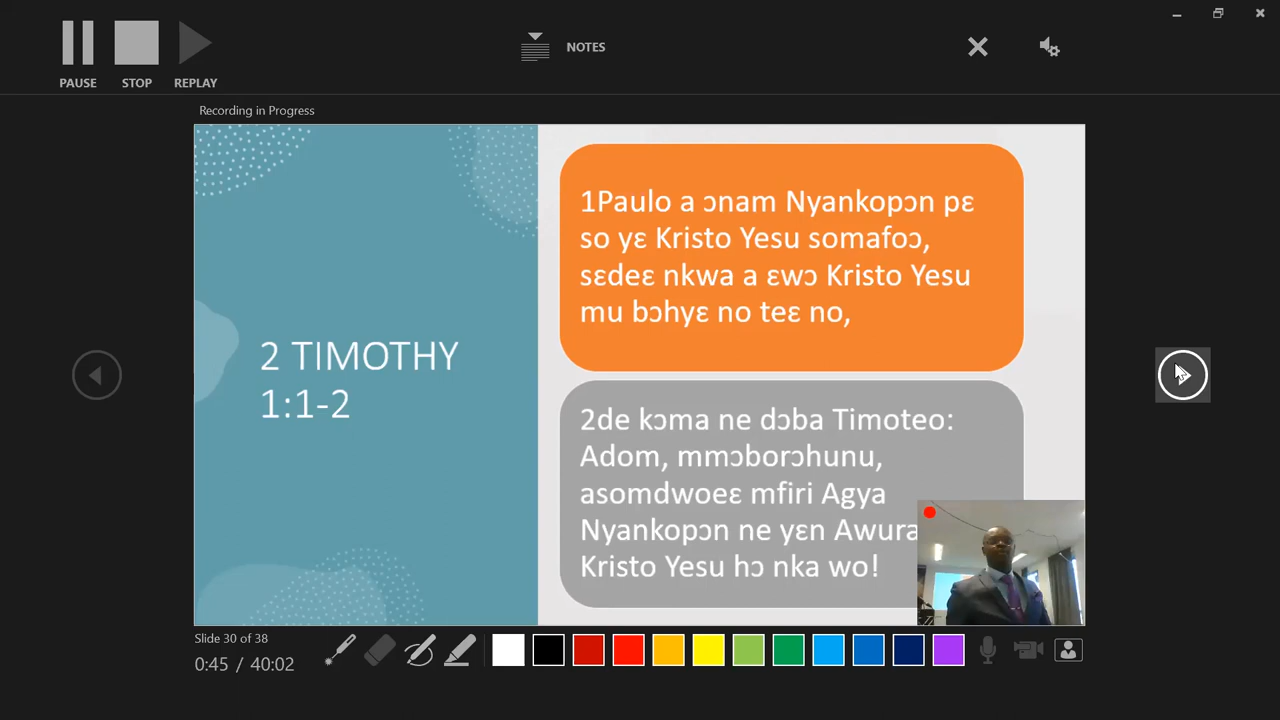 PAUSE
STOP
REPLAY
NOTES
Recording in Progress
2 TIMOTHY
1:1-2
1Paulo a ɔnam Nyankopɔn pɛ
so yɛ Kristo Yesu somafoɔ,
sɛdeɛ nkwa a ɛwɔ Kristo Yesu
mu bɔhyɛ no teɛ no,
2de kɔma ne dɔba Timoteo:
Adom, mmɔborɔhunu,
asomdwoeɛ mfiri Agya
Nyankopɔn ne yɛn Awura
Kristo Yesu hɔ nka wo!
Slide 30 of 38
0:45 / 40:02